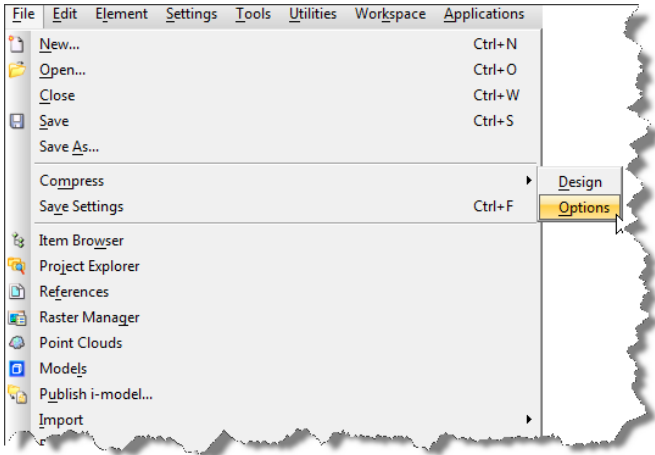 File Edit Element Settings Tools Utilities Workspace Applications
New... Ctrl+N
Open... Ctrl+O
Close Ctrl+W
Save Ctrl+S
Save As...
Compress
Design
Save Settings Ctrl+F
Options
Item Browser
Project Explorer
References
Raster Manager
Point Clouds
Models
Publish i-model...
Import